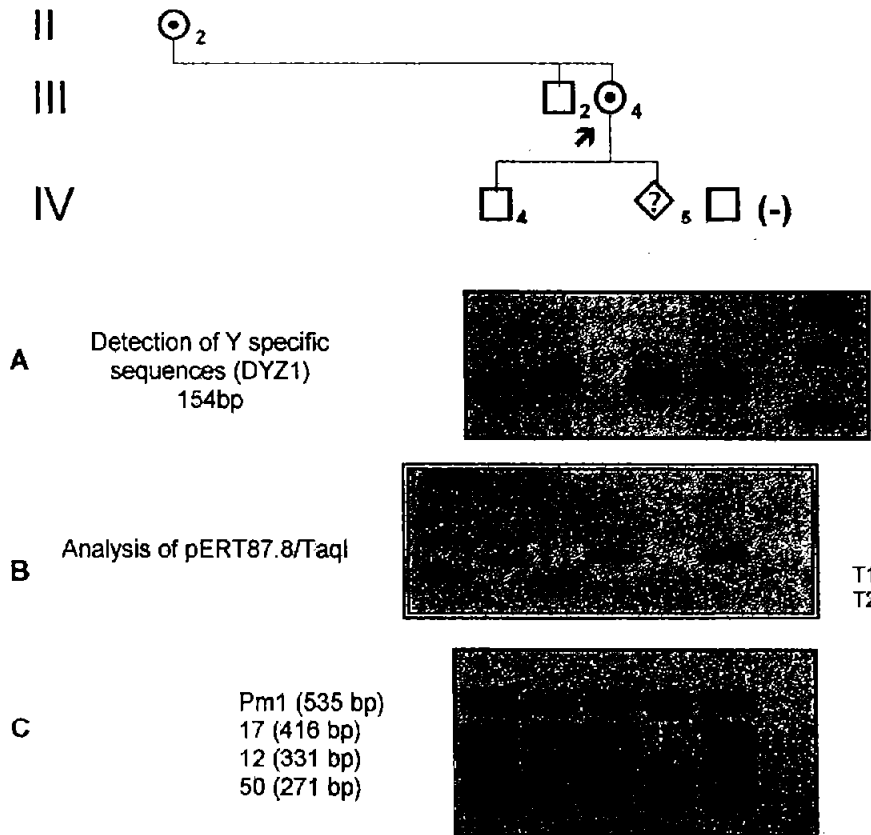 II
2
III
2 4
IV
4 ? 5 (-)
A
Detection of Y specific
sequences (DYZ1)
154bp
B
Analysis of pERT87.8/TaqI
T1
T2
C
Pm1 (535 bp)
17 (416 bp)
12 (331 bp)
50 (271 bp)